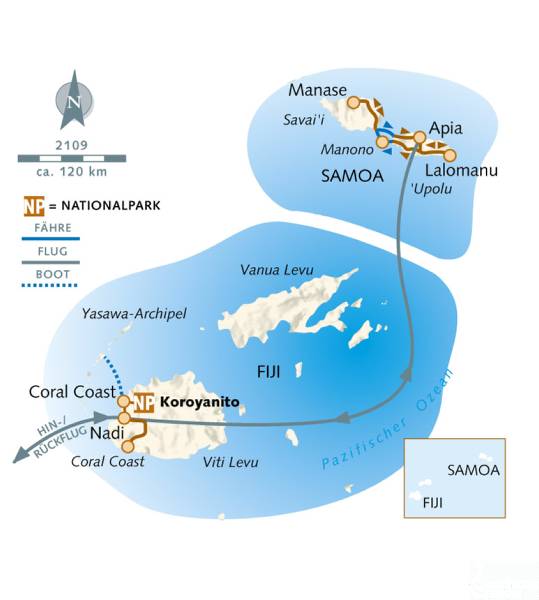 Manase
Savai'i
Apia
Manono
Lalomanu
SAMOA
'Upolu
N
2109
ca. 120 km
NP = NATIONALPARK
FÄHRE
FLUG
BOOT
Vanua Levu
Yasawa-Archipel
FIJI
Coral Coast
NP Koroyanito
Nadi
HIN-/
RÜCKFLUG
Coral Coast
Viti Levu
Pazifischer Ozean
SAMOA
FIJI